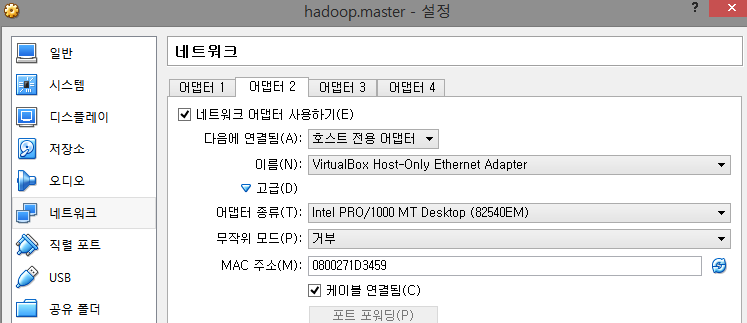 hadoop.master - 설정
일반
시스템
디스플레이
저장소
오디오
네트워크
직렬 포트
USB
공유 폴더
네트워크
어댑터 1 어댑터 2 어댑터 3 어댑터 4
네트워크 어댑터 사용하기(E)
다음에 연결됨(A): 호스트 전용 어댑터
이름(N): VirtualBox Host-Only Ethernet Adapter
고급(D)
어댑터 종류(T): Intel PRO/1000 MT Desktop (82540EM)
무작위 모드(P): 거부
MAC 주소(M): 0800271D3459
케이블 연결됨(C)
포트 포워딩(P)